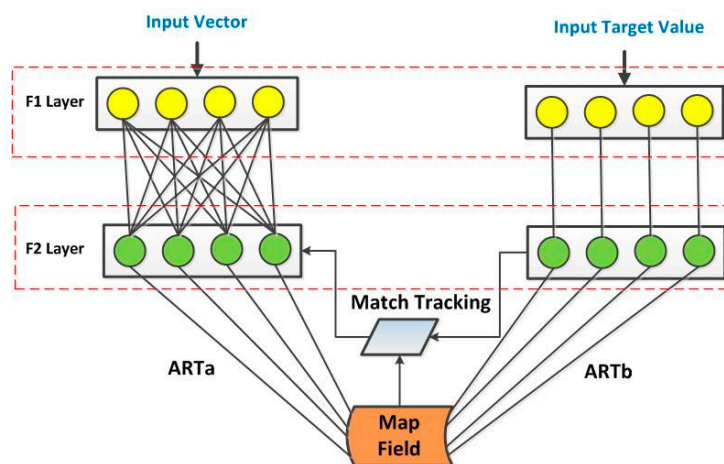 Input Vector
Input Target Value
F1 Layer
F2 Layer
Match Tracking
ARTa
ARTb
Map
Field